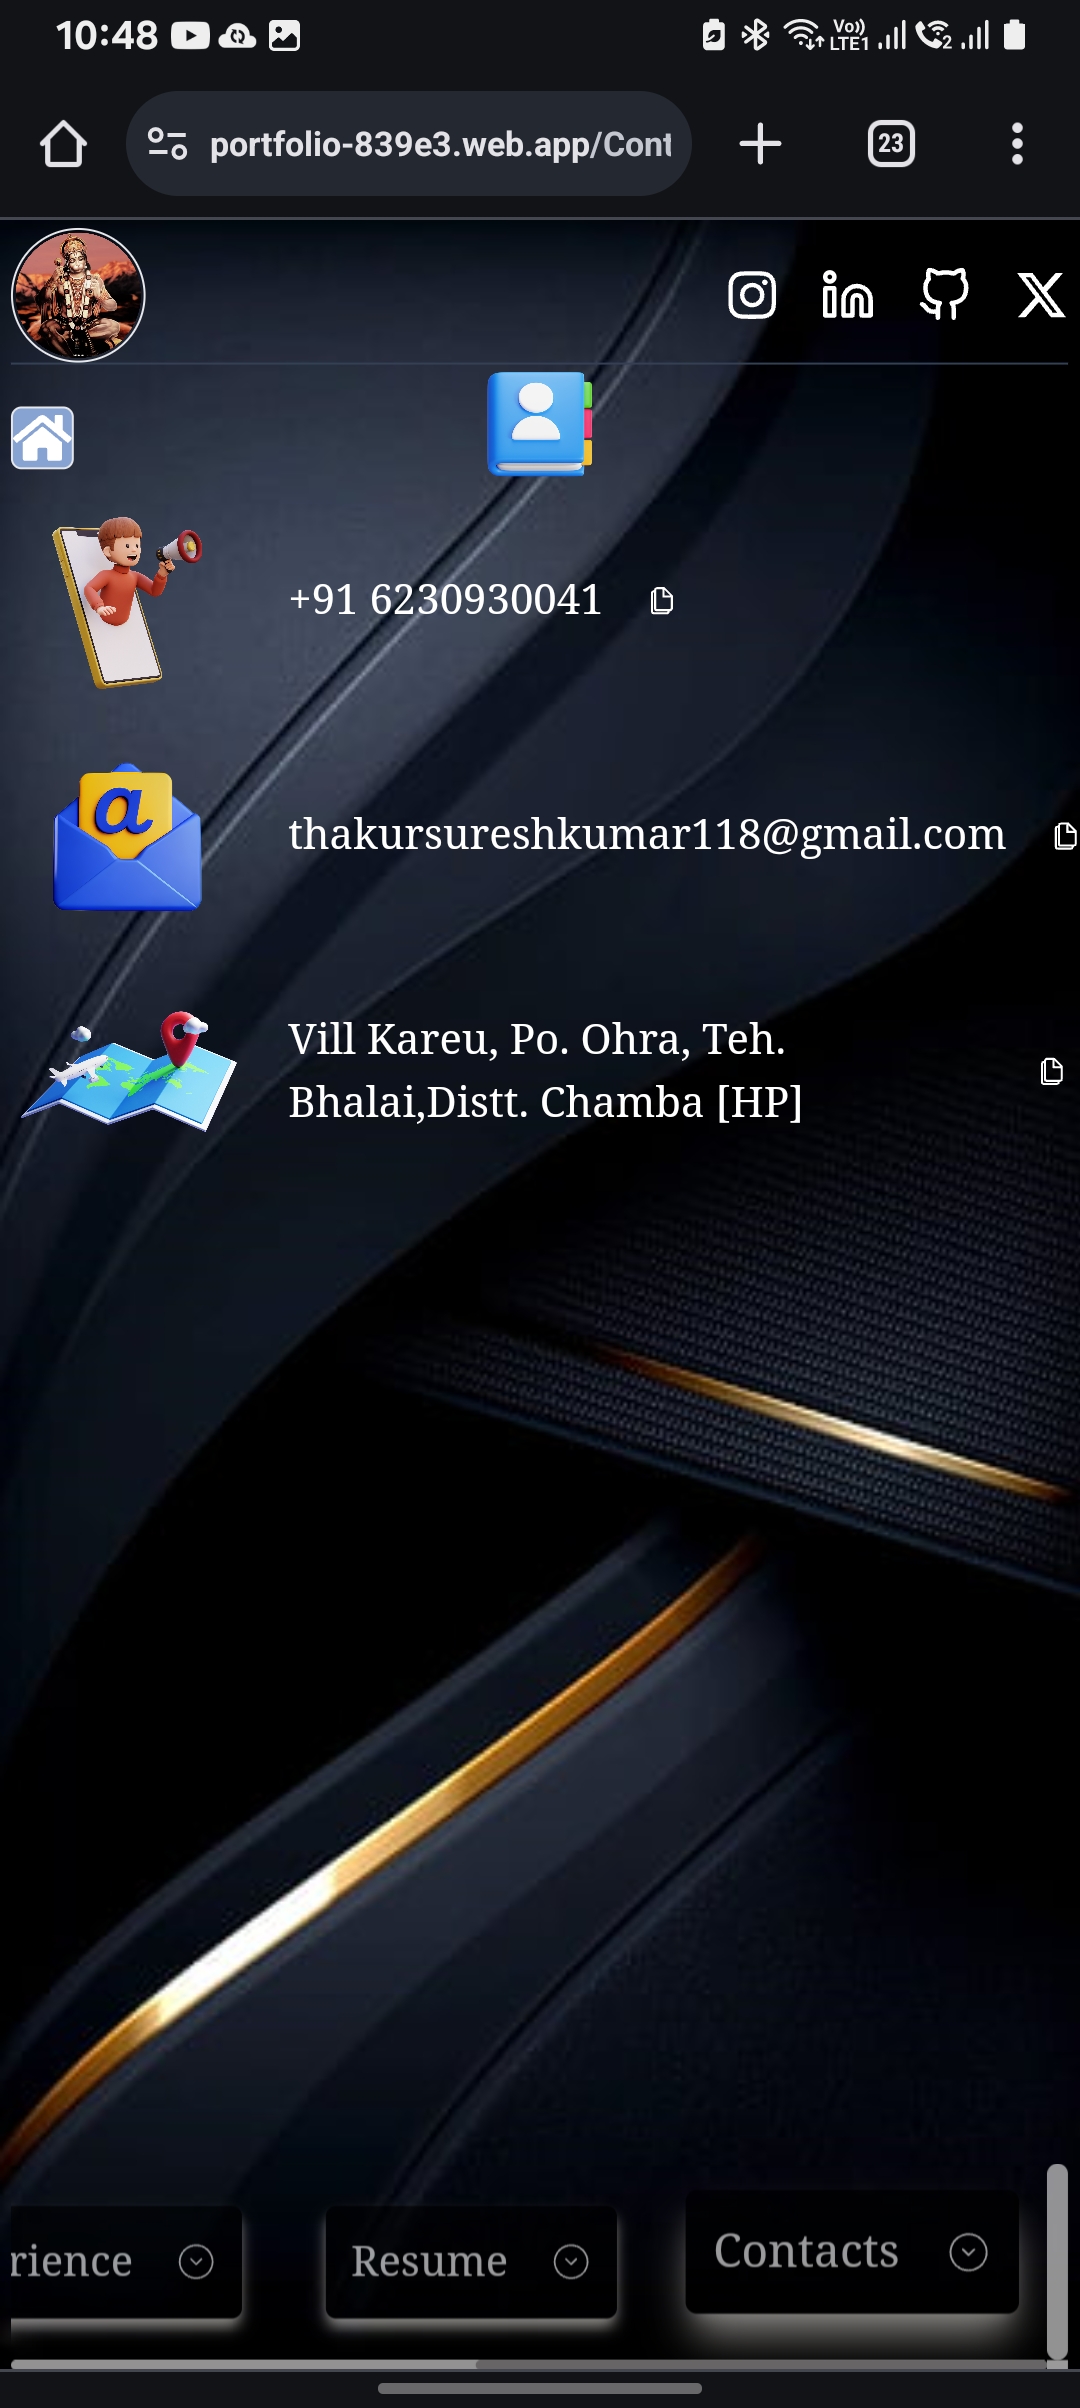 10:48
Vo))
LTE1
2
portfolio-839e3.web.app/Cont
23
+91 6230930041
a
thakursureshkumar118@gmail.com
Vill Kareu, Po. Ohra, Teh.
Bhalai,Distt. Chamba [HP]
rience
Resume
Contacts